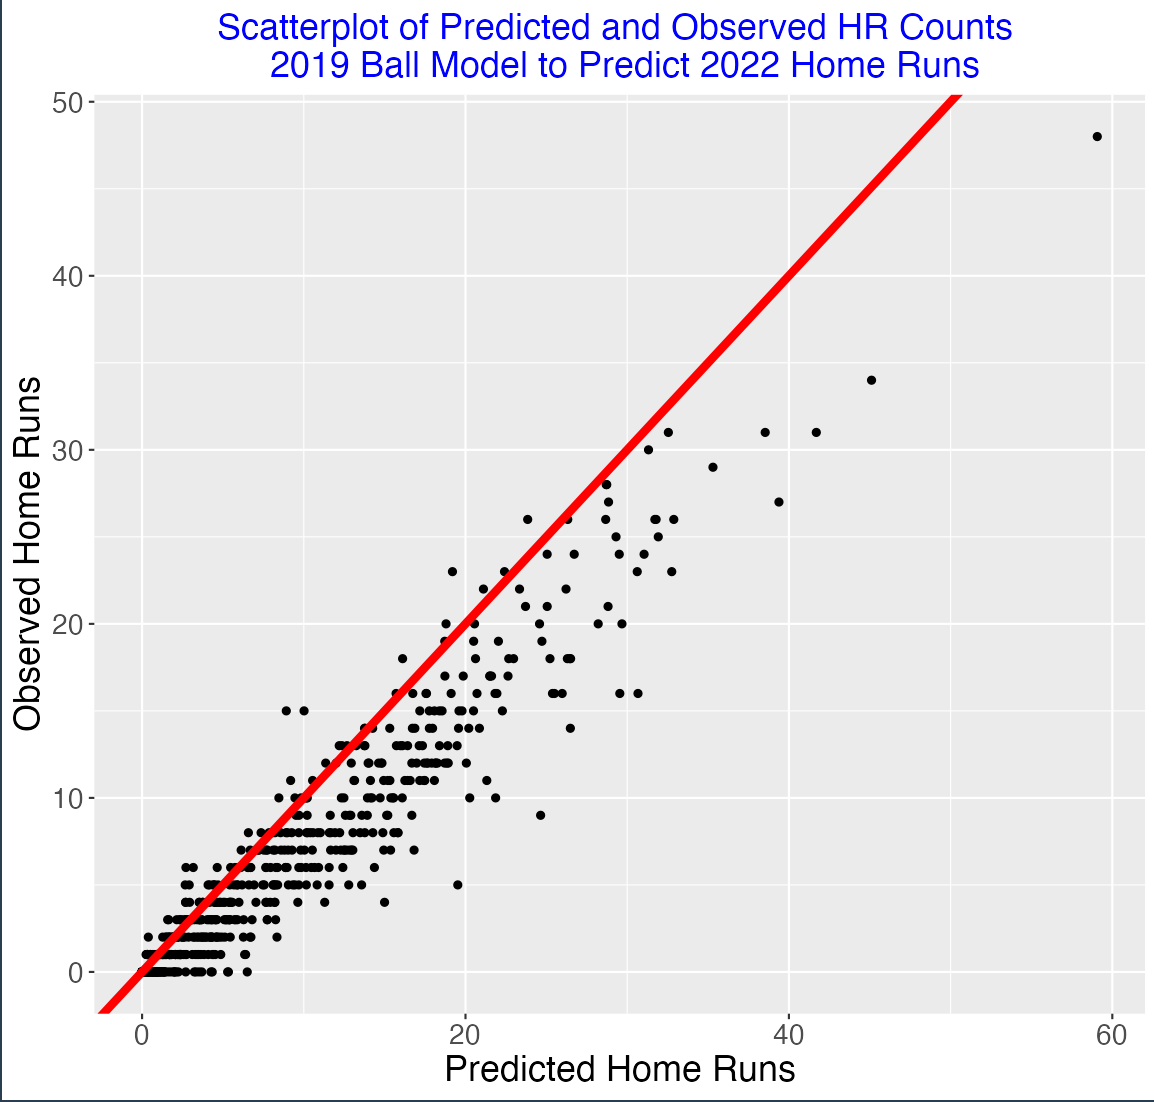 Scatterplot of Predicted and Observed HR Counts
2019 Ball Model to Predict 2022 Home Runs
50
40
30
20
10
0
Observed Home Runs
0 20 40 60
Predicted Home Runs